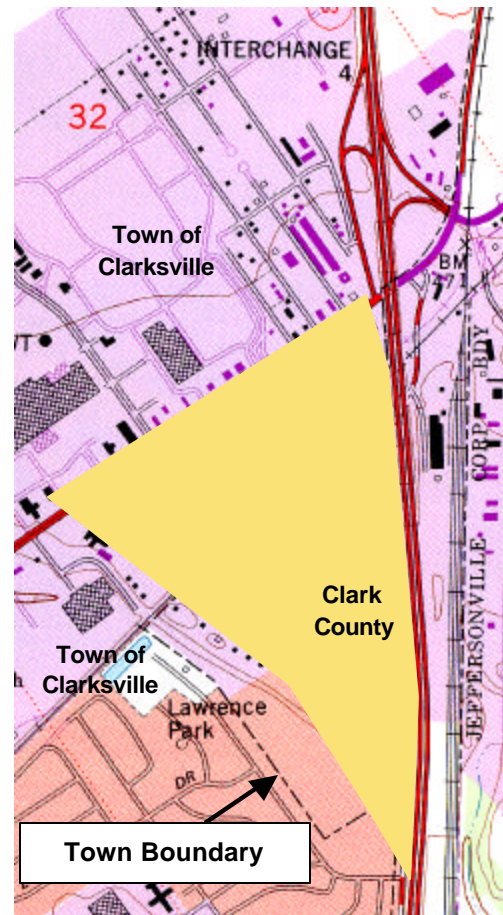 INTERCHANGE
4
32
Town of
Clarksville
BM
JEFFERSONVILLE CORP BDY
Clark
County
Town of
Clarksville
Lawrence
Park
DR
Town Boundary